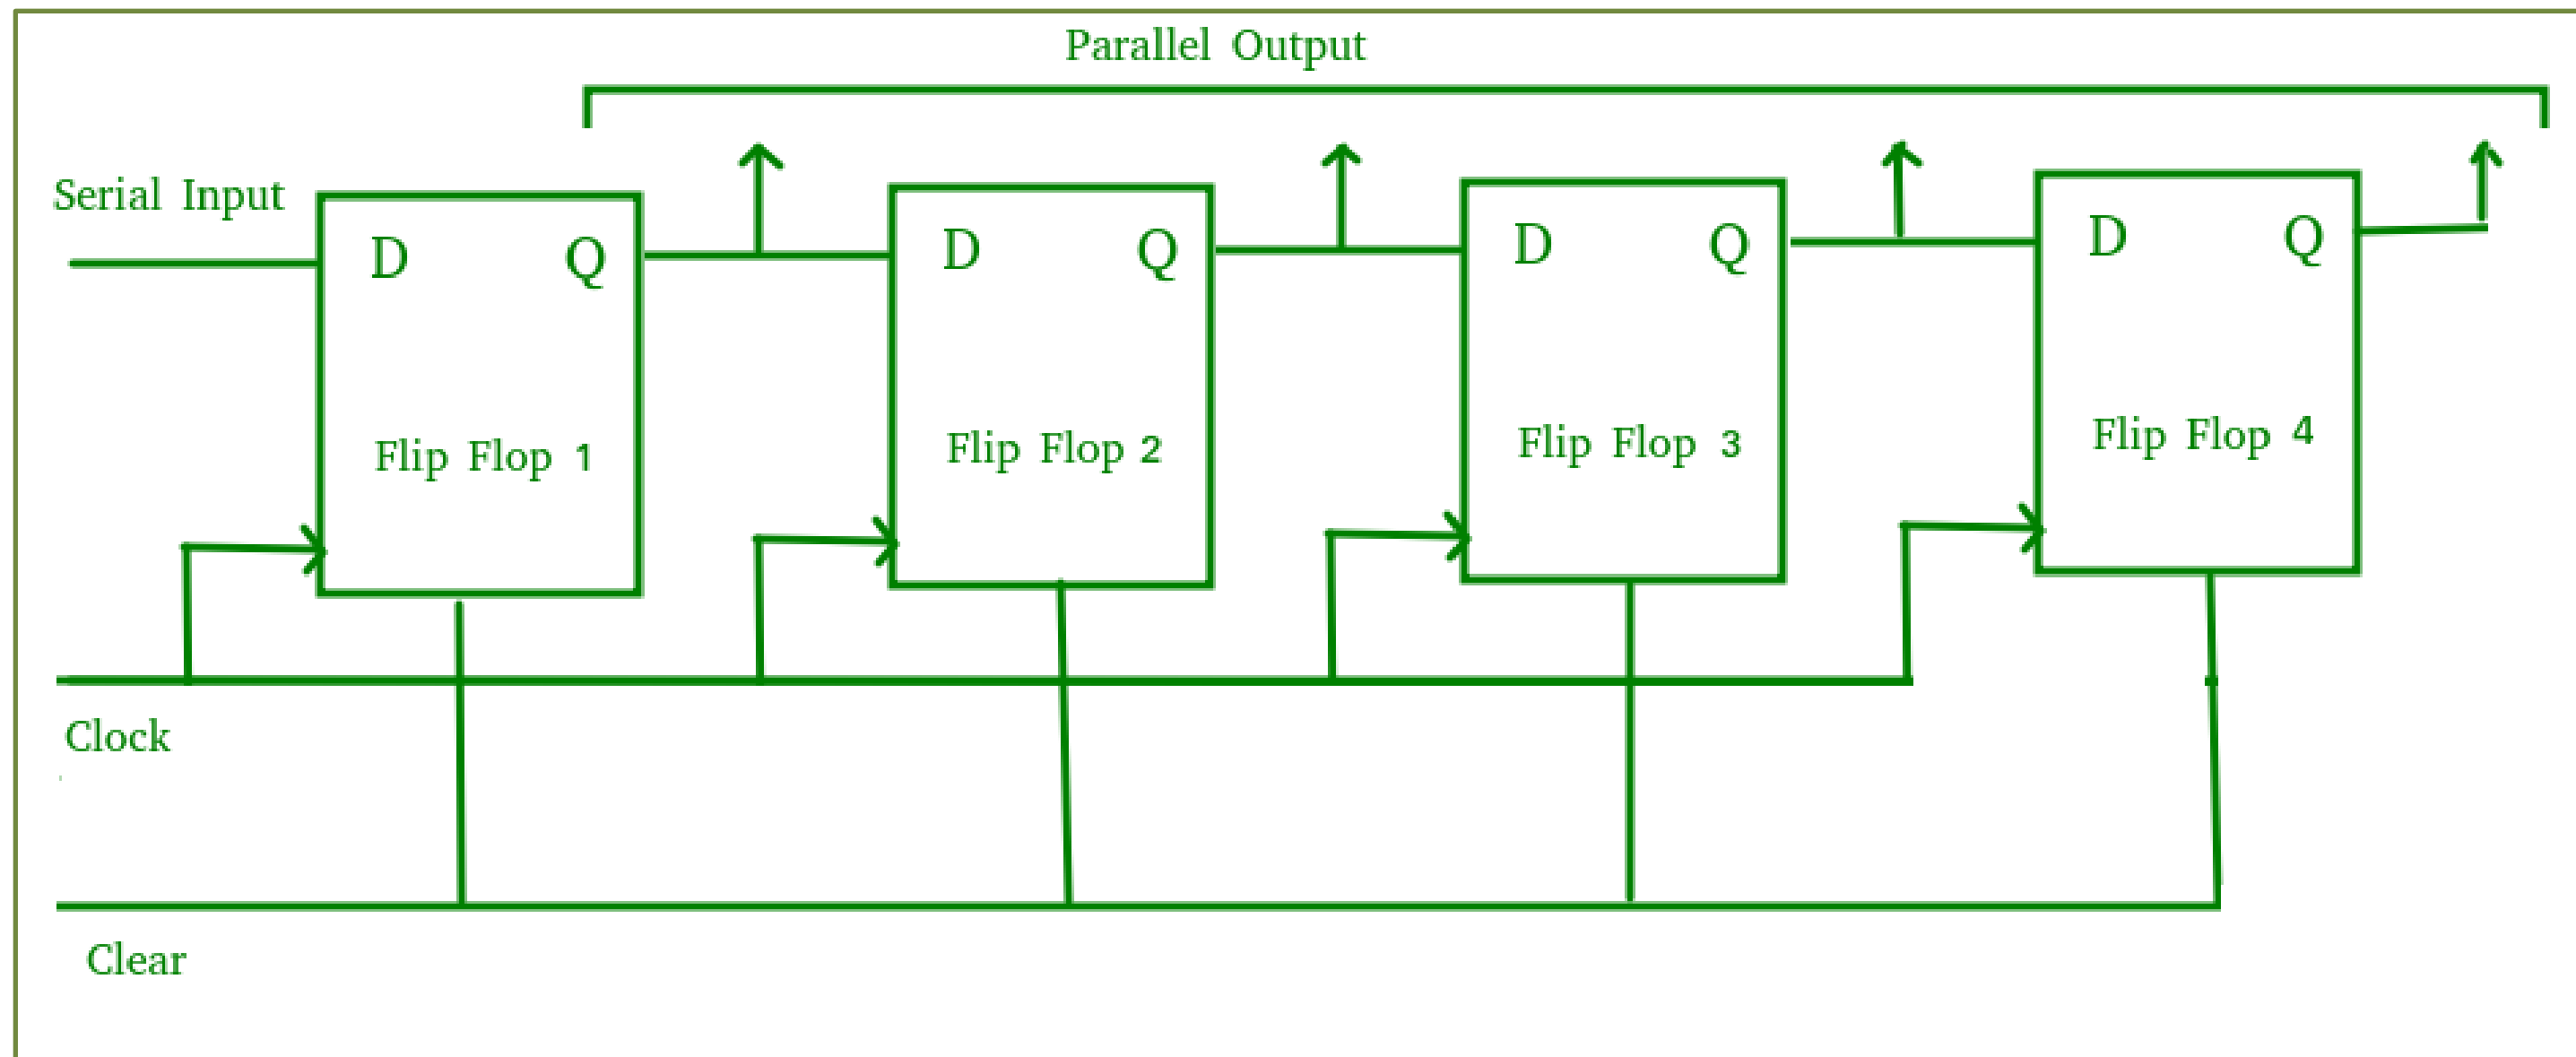 Parallel Output
Serial Input
D Q D Q D Q D Q
Flip Flop 1 Flip Flop 2 Flip Flop 3 Flip Flop 4
Clock
Clear